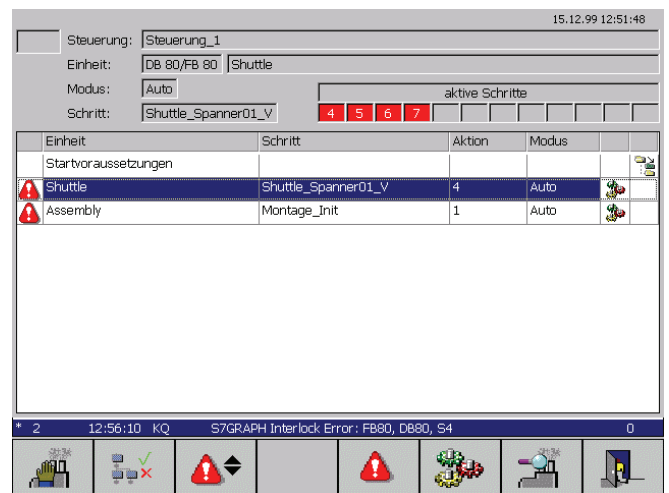 15.12.99 12:51:48
Steuerung: Steuerung_1
Einheit: DB 80/FB 80 Shuttle
Modus: Auto
aktive Schritte
Schritt: Shuttle_Spanner01_V 4 5 6 7
Einheit Schritt Aktion Modus
Startvoraussetzungen
Shuttle Shuttle_Spanner01_V 4 Auto
Assembly Montage_Init 1 Auto
* 2 12:56:10 KQ S7GRAPH Interlock Error: FB80, DB80, S4 0